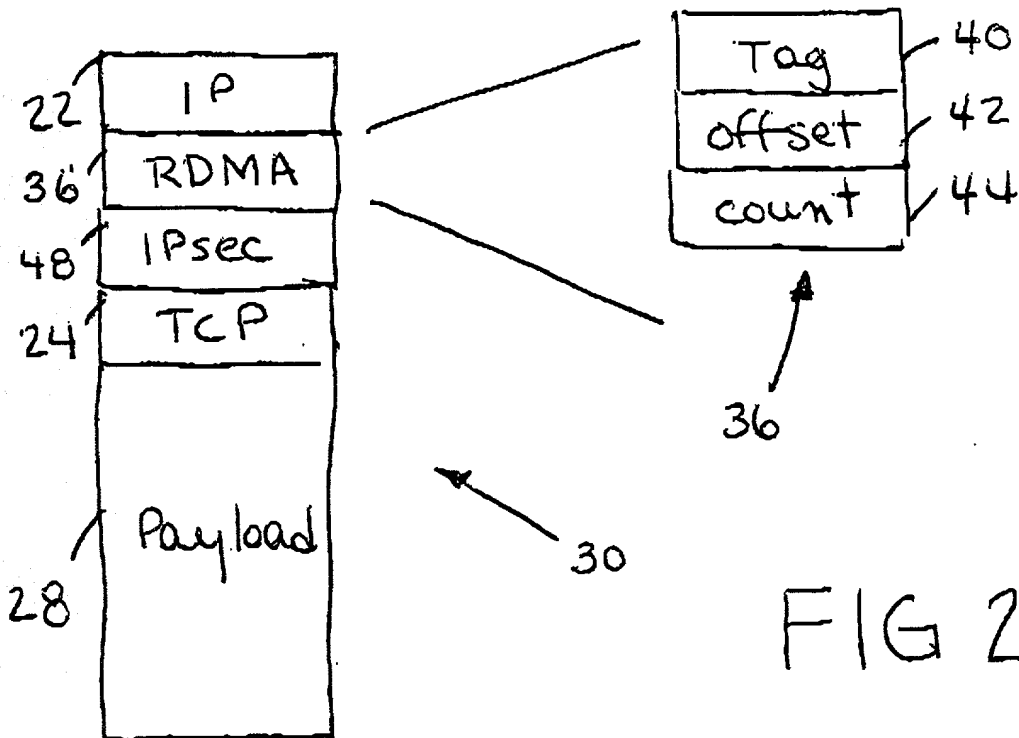 22 IP
36 RDMA
48 IPsec
24 TCP
28 Payload
30
Tag 40
offset 42
count 44
36
FIG 2